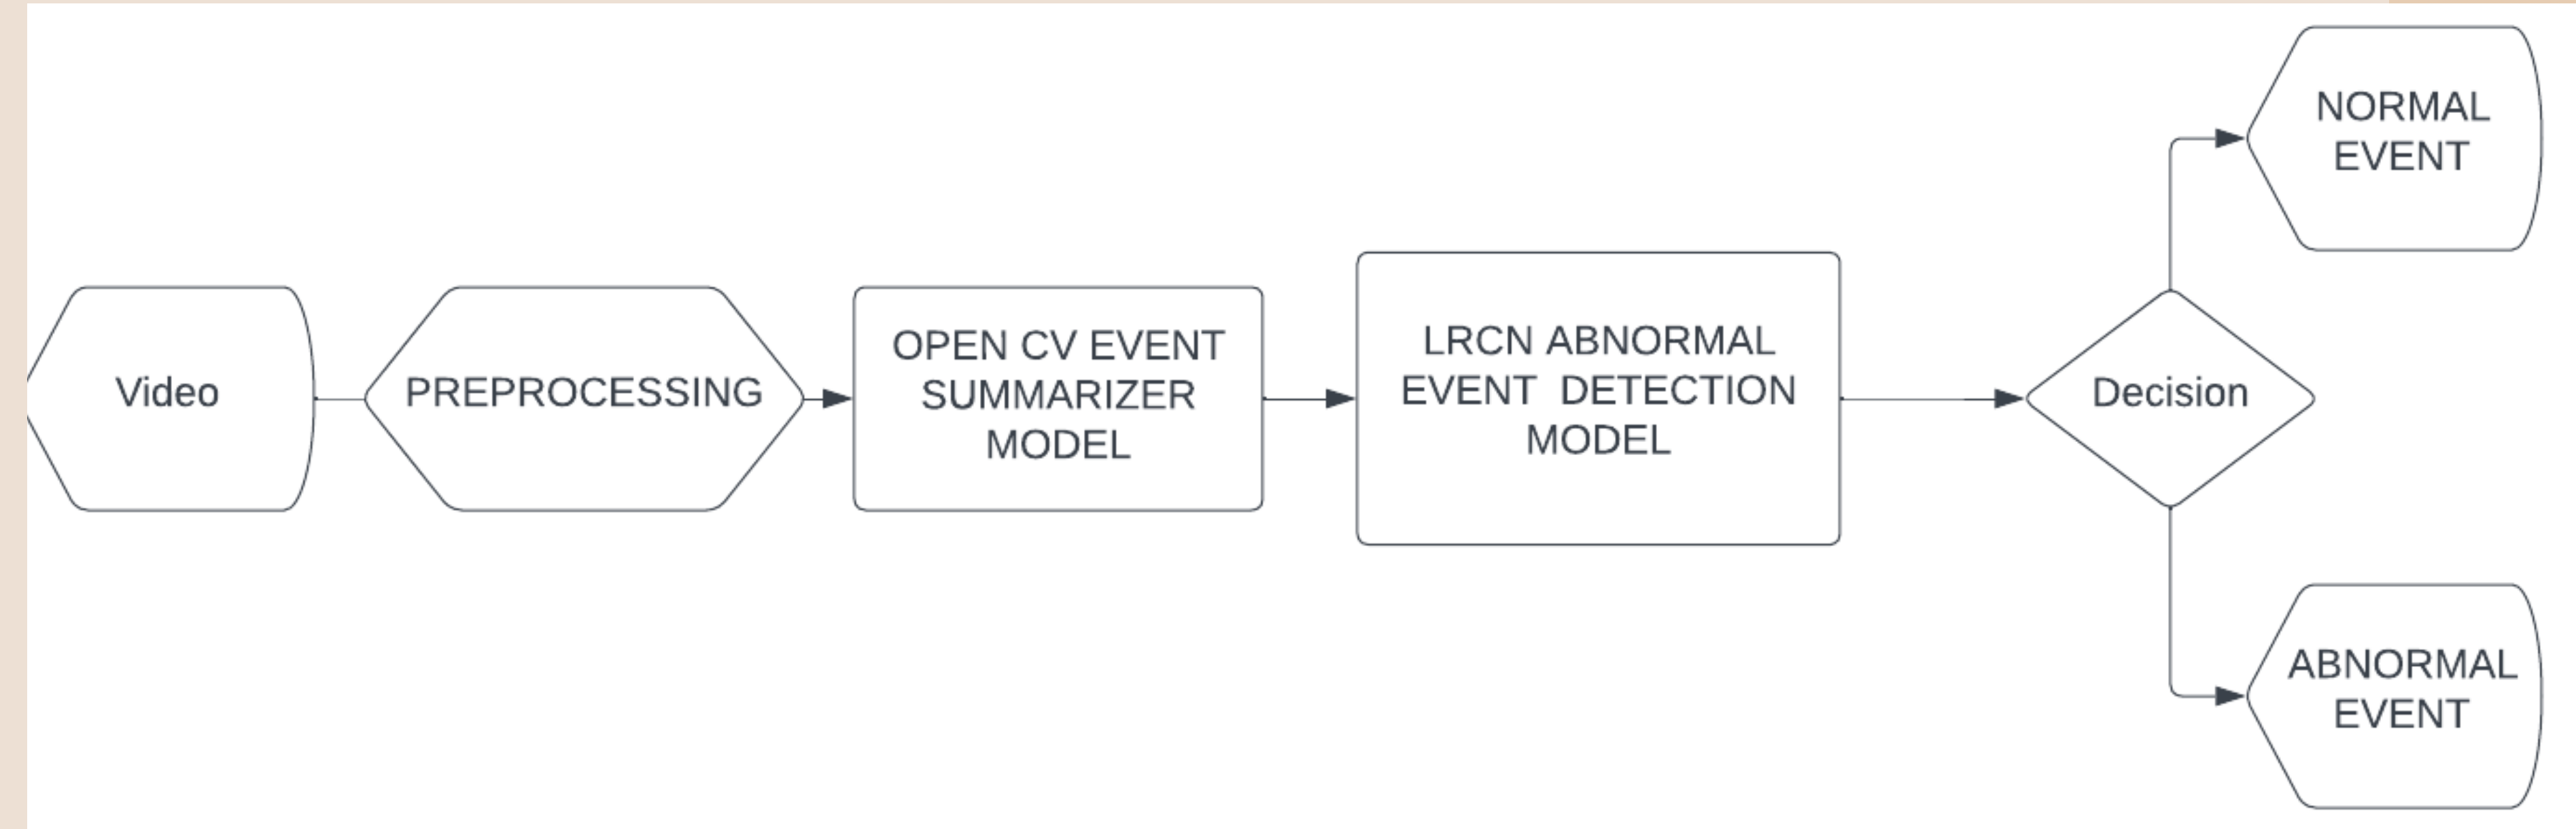 Video
PREPROCESSING
OPEN CV EVENT
SUMMARIZER
MODEL
LRCN ABNORMAL
EVENT  DETECTION
MODEL
Decision
NORMAL
EVENT
ABNORMAL
EVENT